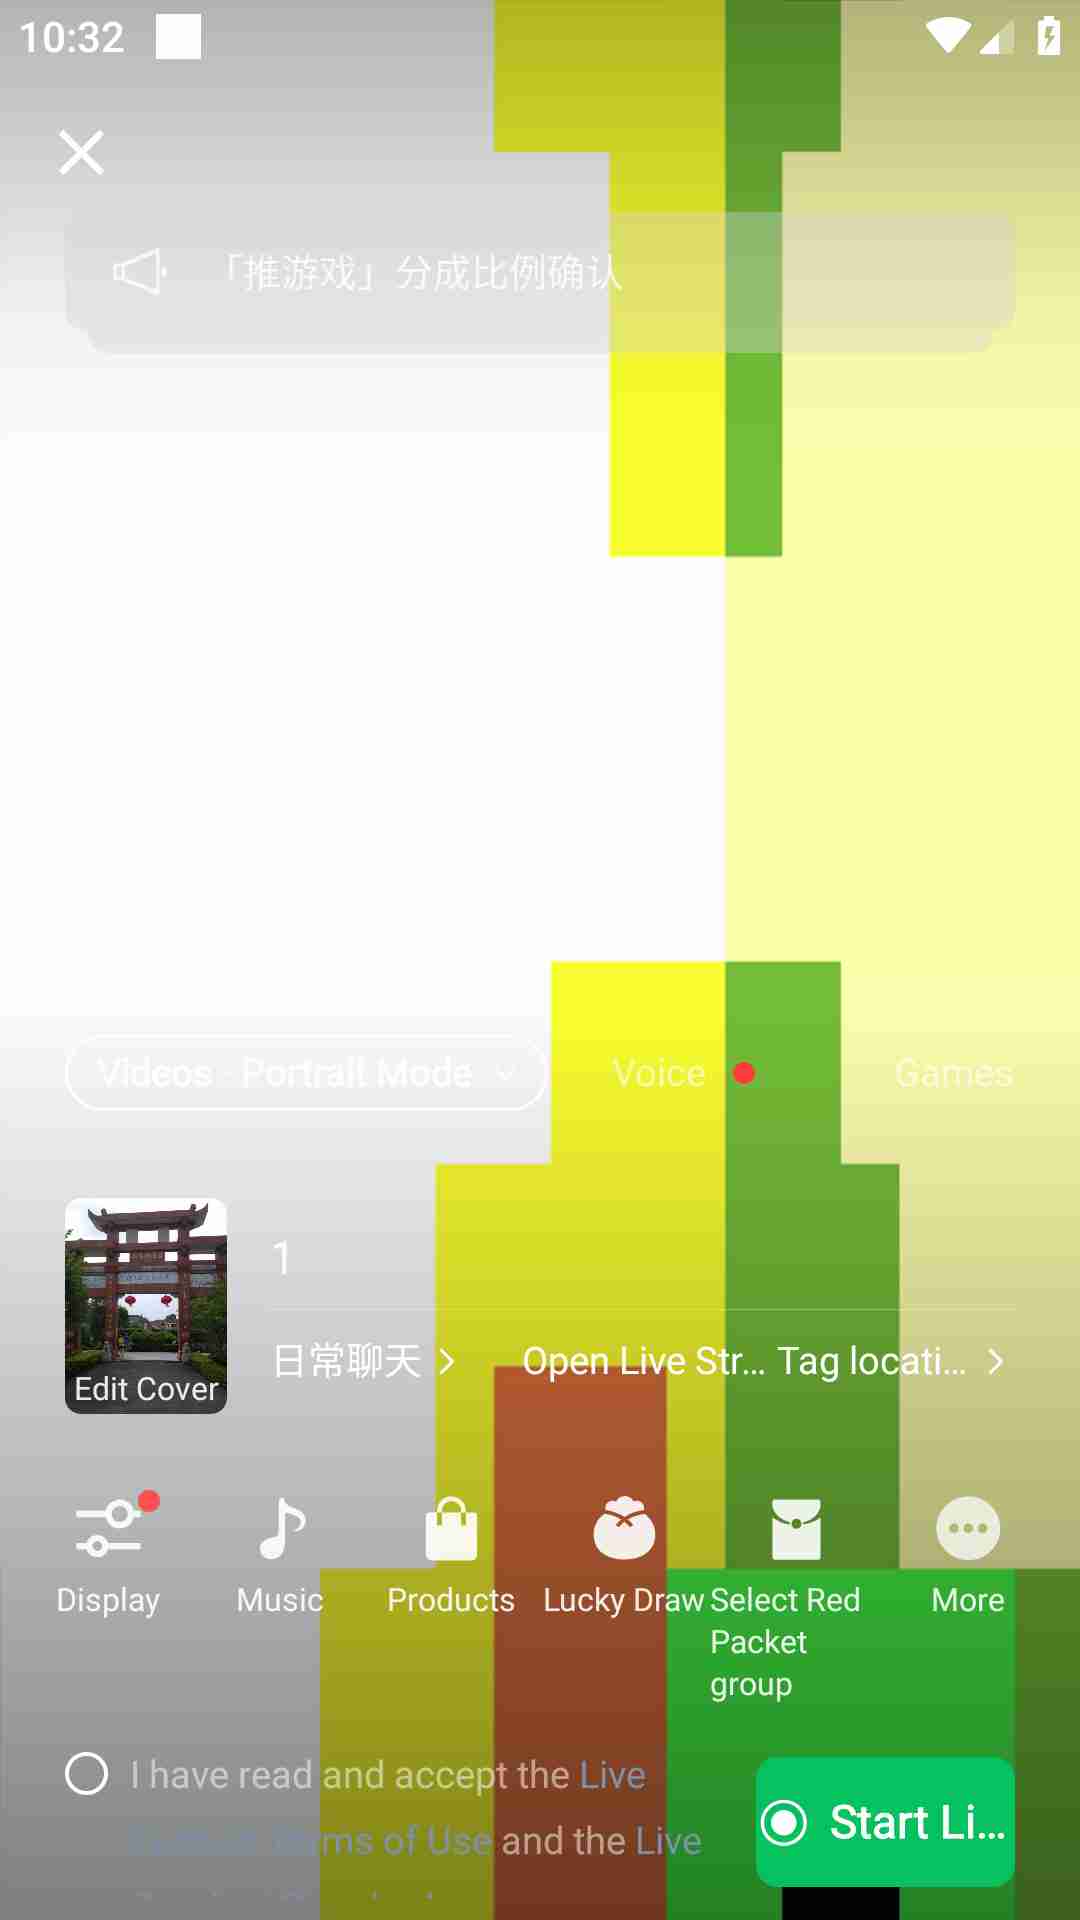 10:32
「推游戏」分成比例确认
Videos · Portrait Mode
Voice
Games
1
Edit Cover
日常聊天
Open Live Str…
Tag locati…
Display
Music
Products
Lucky Draw
Select Red
Packet
group
More
I have read and accept the Live
Terms of Use and the Live
Start Li…